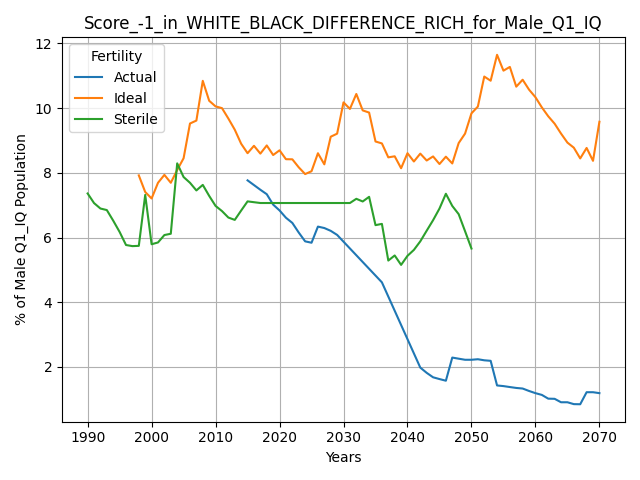 Score_-1_in_WHITE_BLACK_DIFFERENCE_RICH_for_Male_Q1_IQ
Fertility
Actual
Ideal
Sterile
% of Male Q1_IQ Population
12
10
8
6
4
2
1990 2000 2010 2020 2030 2040 2050 2060 2070
Years